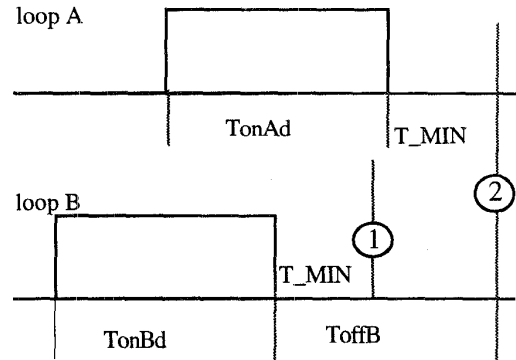 loop A
TonAd
T_MIN
2
loop B
1
T_MIN
TonBd
ToffB